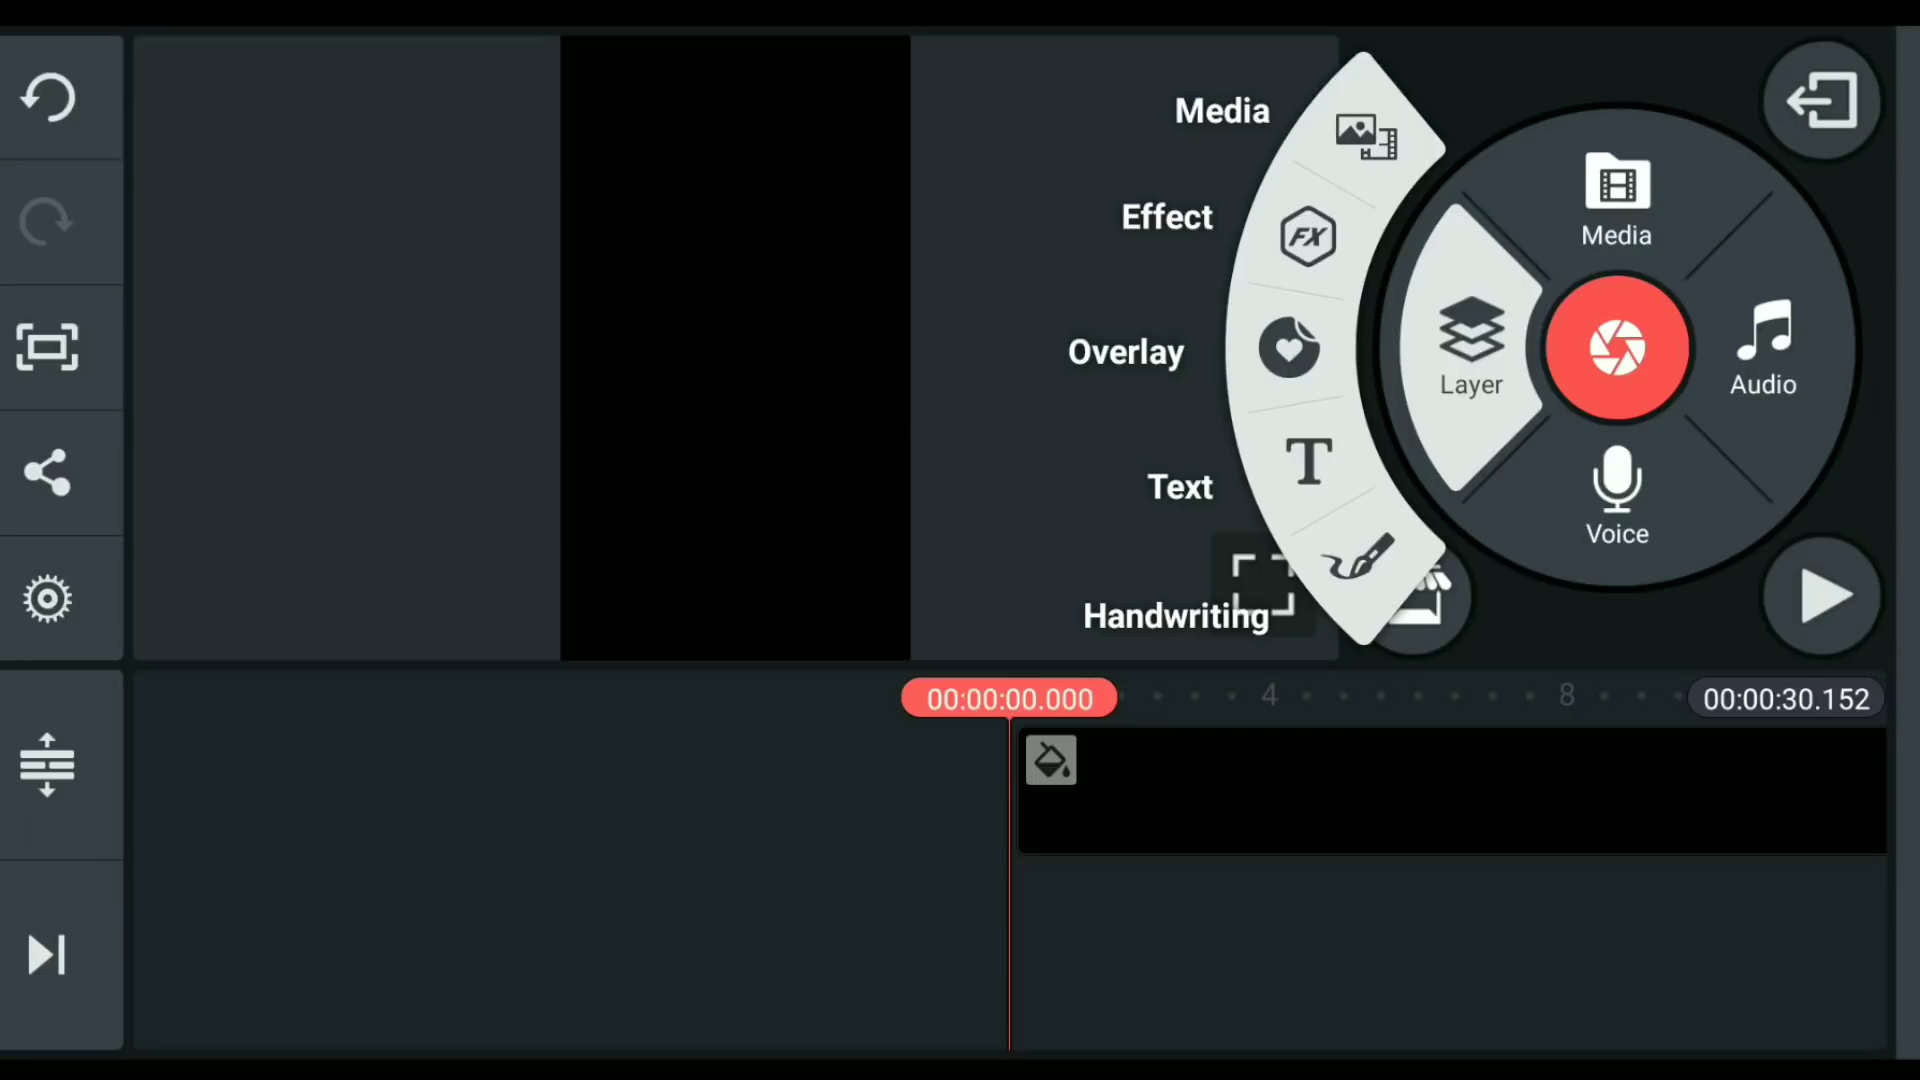 Media
Effect
FX
Overlay
T
Text
Handwriting
Media
Layer
Audio
Voice
00:00:00.000
4
8
00:00:30.152